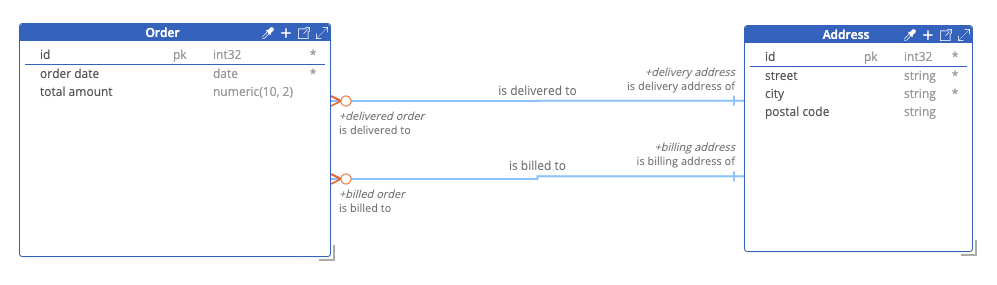 Order
id pk int32 *
order date date *
total amount numeric(10, 2)
is delivered to
+delivered order
is delivered to
+delivery address
is delivery address of
is billed to
+billed order
is billed to
+billing address
is billing address of
Address
id pk int32 *
street string *
city string *
postal code string